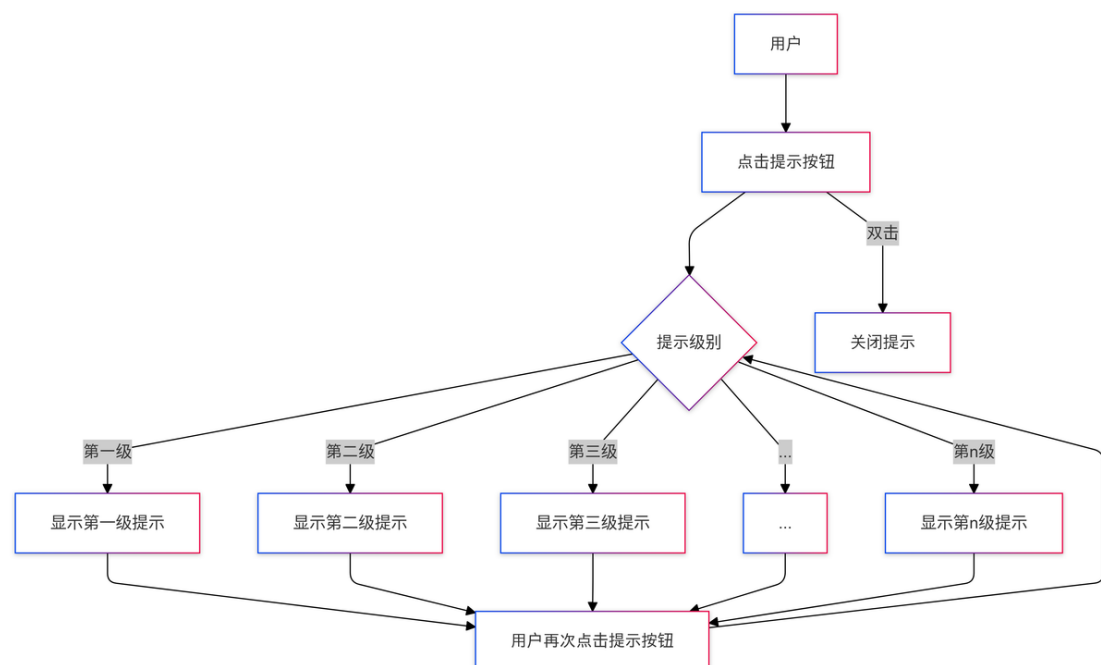 用户
点击提示按钮
双击
提示级别
关闭提示
第一级
第二级
第三级
...
第n级
显示第一级提示
显示第二级提示
显示第三级提示
...
显示第n级提示
用户再次点击提示按钮